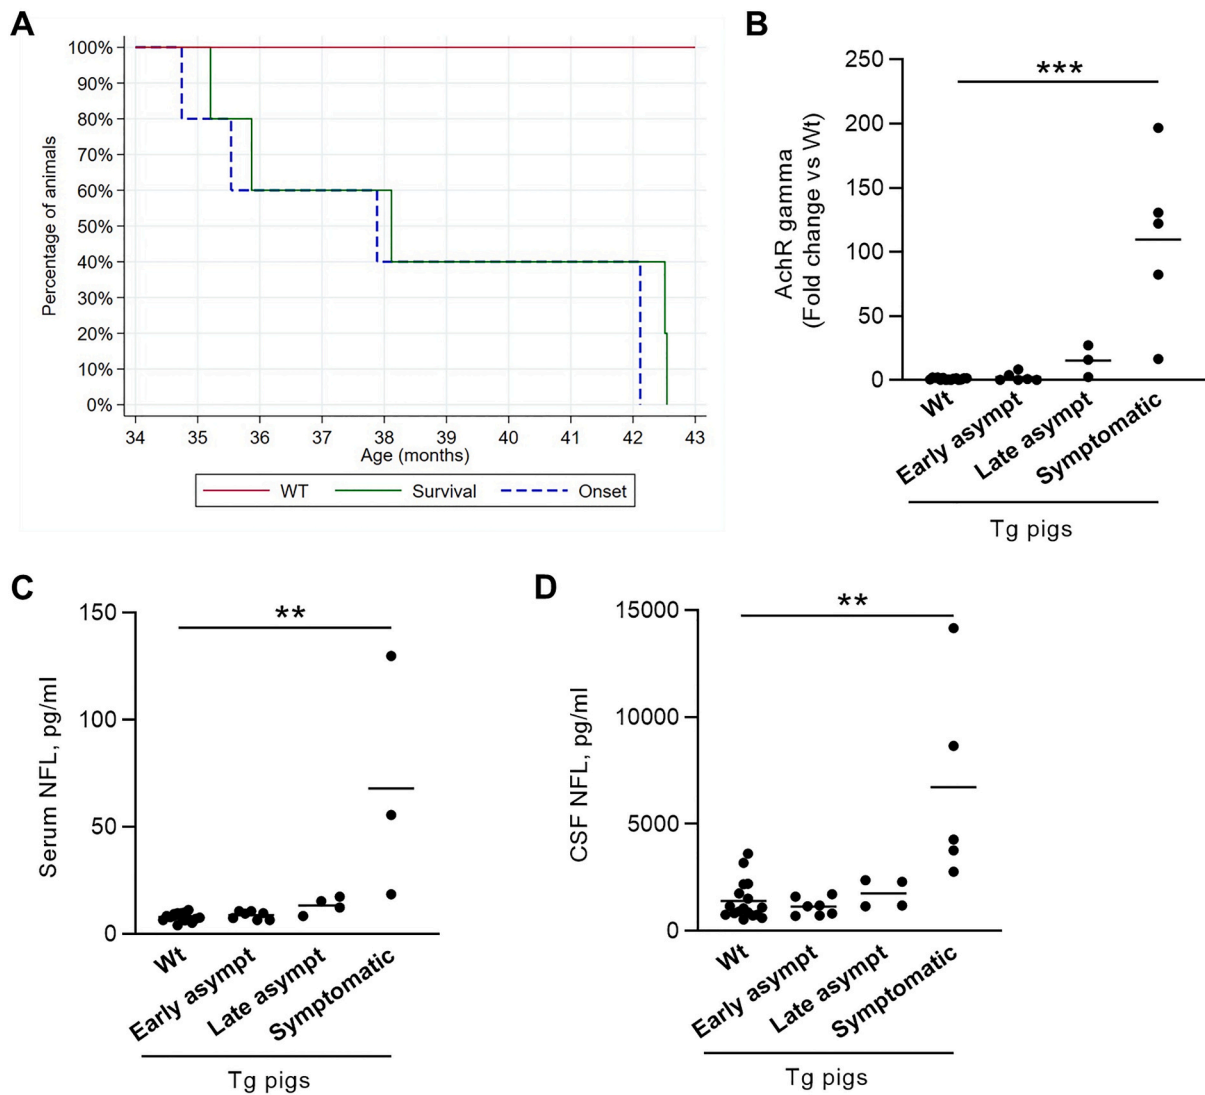 A
Percentage of animals
100%
90%
80%
70%
60%
50%
40%
30%
20%
10%
0%
34 35 36 37 38 39 40 41 42 43
Age (months)
WT Survival Onset
B
AchR gamma
(Fold change vs Wt)
250
200
150
100
50
0
***
Wt
Early asympt
Late asympt
Symptomatic
Tg pigs
C
Serum NFL, pg/ml
150
100
50
0
**
Wt
Early asympt
Late asympt
Symptomatic
Tg pigs
D
CSF NFL, pg/ml
15000
10000
5000
0
**
Wt
Early asympt
Late asympt
Symptomatic
Tg pigs